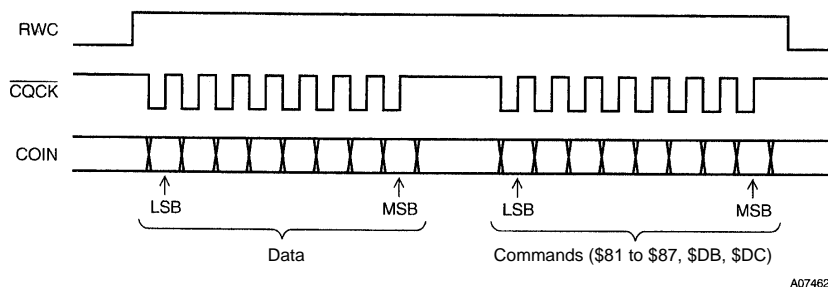 RWC
CQCK
COIN
LSB MSB LSB MSB
Data Commands ($81 to $87, $DB, $DC)
A07462